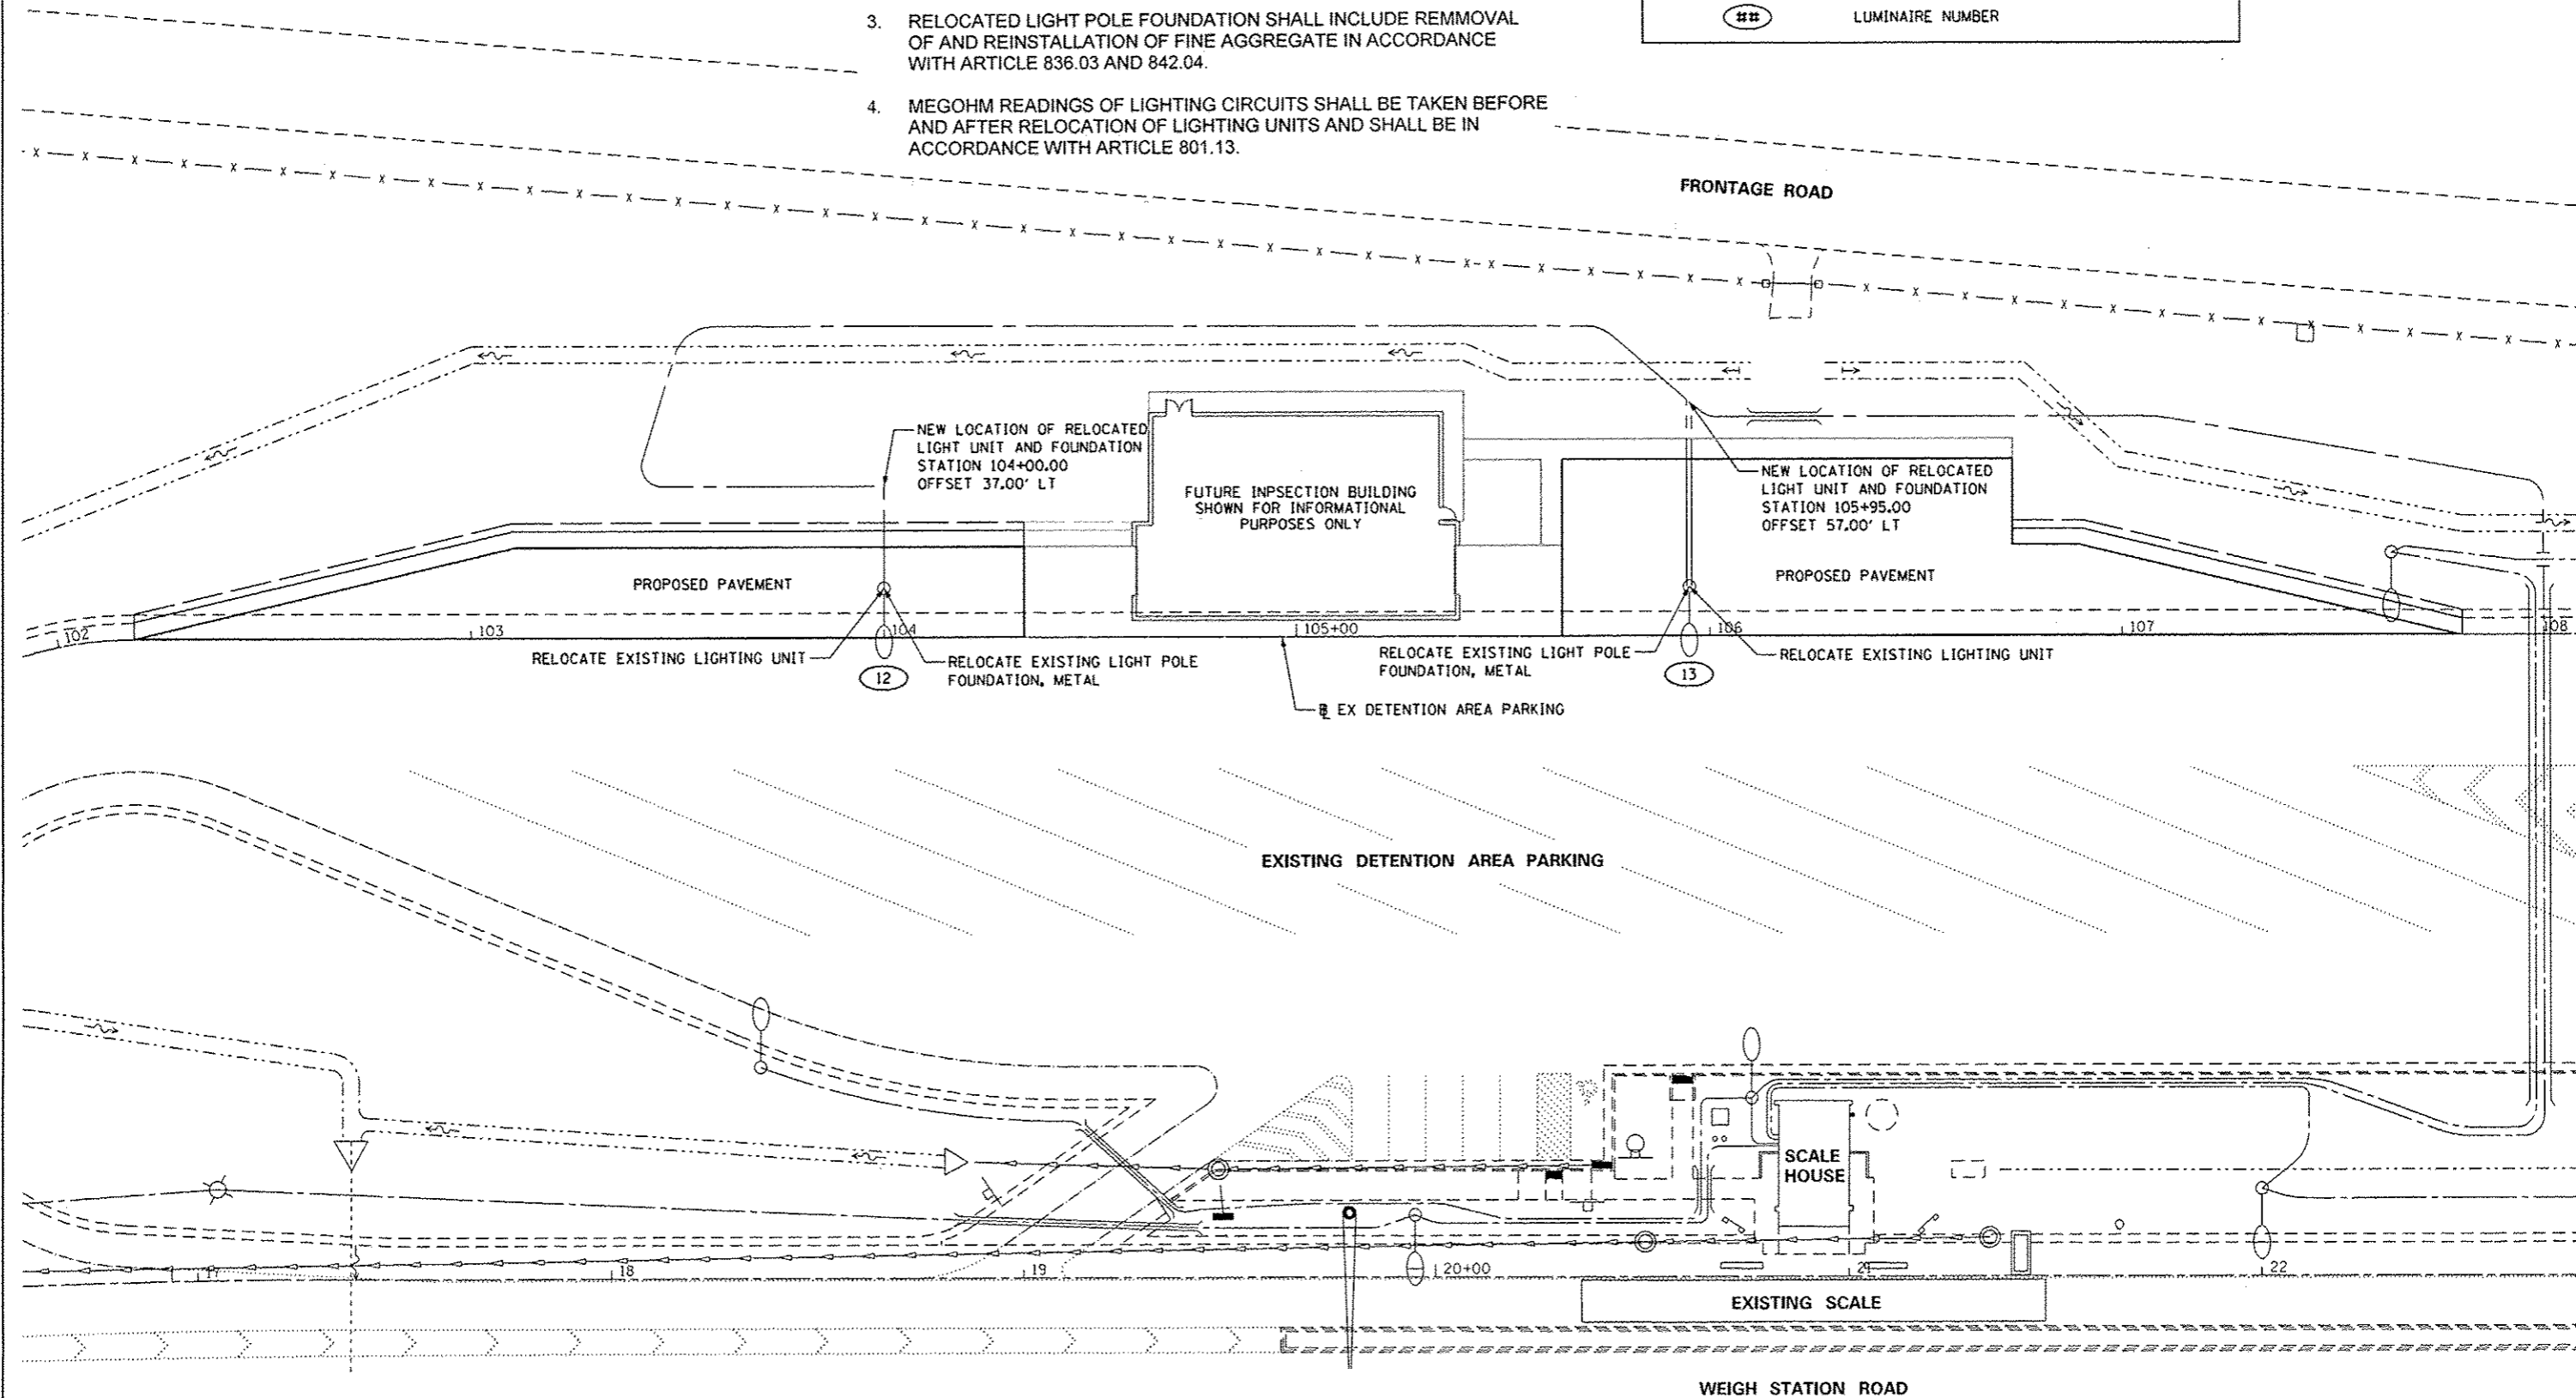 3. RELOCATED LIGHT POLE FOUNDATION SHALL INCLUDE REMMOVAL
OF AND REINSTALLATION OF FINE AGGREGATE IN ACCORDANCE
WITH ARTICLE 836.03 AND 842.04.
4. MEGOHM READINGS OF LIGHTING CIRCUITS SHALL BE TAKEN BEFORE
AND AFTER RELOCATION OF LIGHTING UNITS AND SHALL BE IN
ACCORDANCE WITH ARTICLE 801.13.
## LUMINAIRE NUMBER
FRONTAGE ROAD
NEW LOCATION OF RELOCATED
LIGHT UNIT AND FOUNDATION
STATION 104+00.00
OFFSET 37.00' LT
FUTURE INPSECTION BUILDING
SHOWN FOR INFORMATIONAL
PURPOSES ONLY
NEW LOCATION OF RELOCATED
LIGHT UNIT AND FOUNDATION
STATION 105+95.00
OFFSET 57.00' LT
PROPOSED PAVEMENT
PROPOSED PAVEMENT
102
103
104
105+00
106
107
108
RELOCATE EXISTING LIGHTING UNIT
12
RELOCATE EXISTING LIGHT POLE
FOUNDATION, METAL
RELOCATE EXISTING LIGHT POLE
FOUNDATION, METAL
13
RELOCATE EXISTING LIGHTING UNIT
BL EX DETENTION AREA PARKING
EXISTING DETENTION AREA PARKING
SCALE
HOUSE
17
18
19
20+00
21
22
EXISTING SCALE
WEIGH STATION ROAD